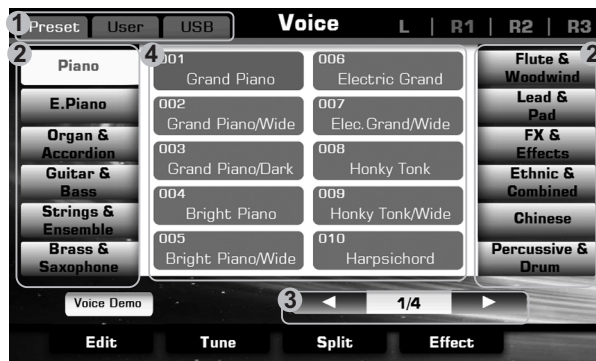 1 Preset User USB Voice L | R1 | R2 | R3
2
Piano
E.Piano
Organ &
Accordion
Guitar &
Bass
Strings &
Ensemble
Brass &
Saxophone
4
001
Grand Piano
002
Grand Piano/Wide
003
Grand Piano/Dark
004
Bright Piano
005
Bright Piano/Wide
006
Electric Grand
007
Elec.Grand/Wide
008
Honky Tonk
009
Honky Tonk/Wide
010
Harpsichord
2
Flute &
Woodwind
Lead &
Pad
FX &
Effects
Ethnic &
Combined
Chinese
Percussive &
Drum
Voice Demo
3 ◀ 1/4 ▶
Edit Tune Split Effect